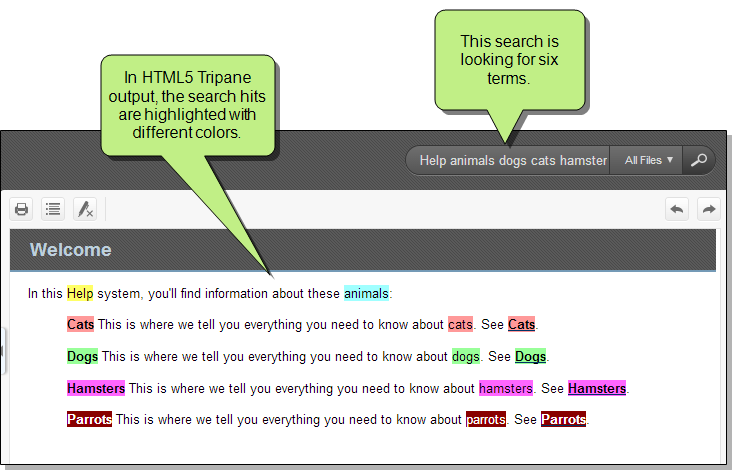 This search is
looking for six
terms.
In HTML5 Tripane
output, the search hits
are highlighted with
different colors.
Help animals dogs cats hamster
All Files ▼
Welcome
In this Help system, you'll find information about these animals:
Cats This is where we tell you everything you need to know about cats. See Cats.
Dogs This is where we tell you everything you need to know about dogs. See Dogs.
Hamsters This is where we tell you everything you need to know about hamsters. See Hamsters.
Parrots This is where we tell you everything you need to know about parrots. See Parrots.